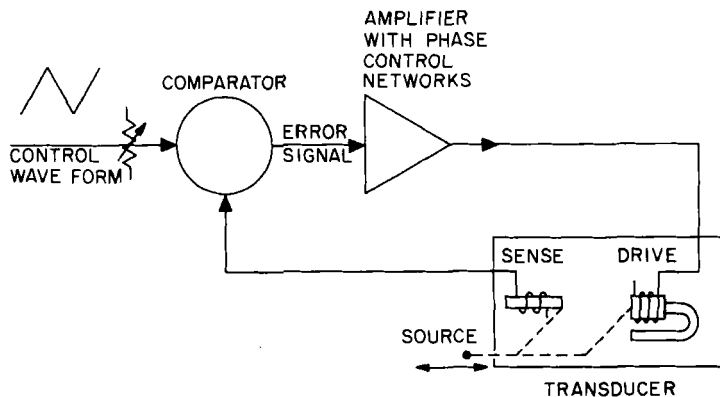 AMPLIFIER
WITH PHASE
CONTROL
NETWORKS
COMPARATOR
CONTROL
WAVE FORM
ERROR
SIGNAL
SENSE
DRIVE
SOURCE
TRANSDUCER